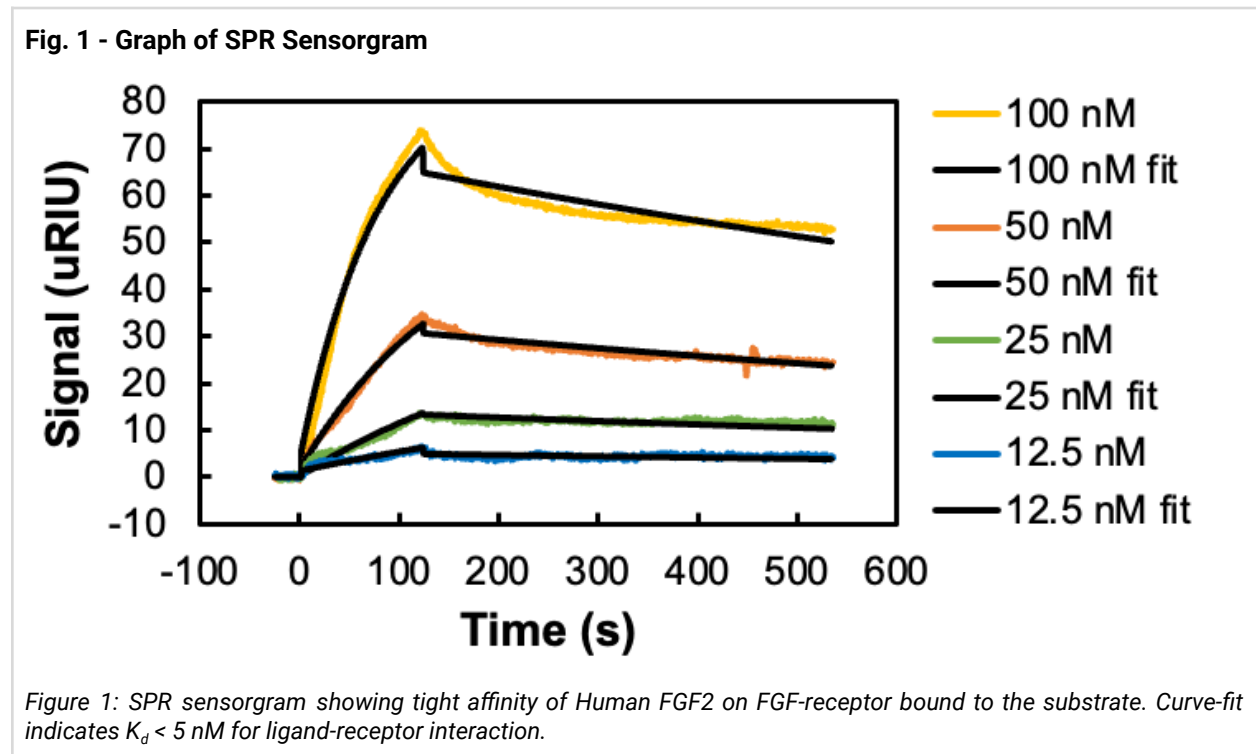 Fig. 1 - Graph of SPR Sensorgram
80
70
60
50
40
30
20
10
0
-10
Signal (uRIU)
-100 0 100 200 300 400 500 600
Time (s)
100 nM
100 nM fit
50 nM
50 nM fit
25 nM
25 nM fit
12.5 nM
12.5 nM fit
Figure 1: SPR sensorgram showing tight affinity of Human FGF2 on FGF-receptor bound to the substrate. Curve-fit
indicates Kd < 5 nM for ligand-receptor interaction.